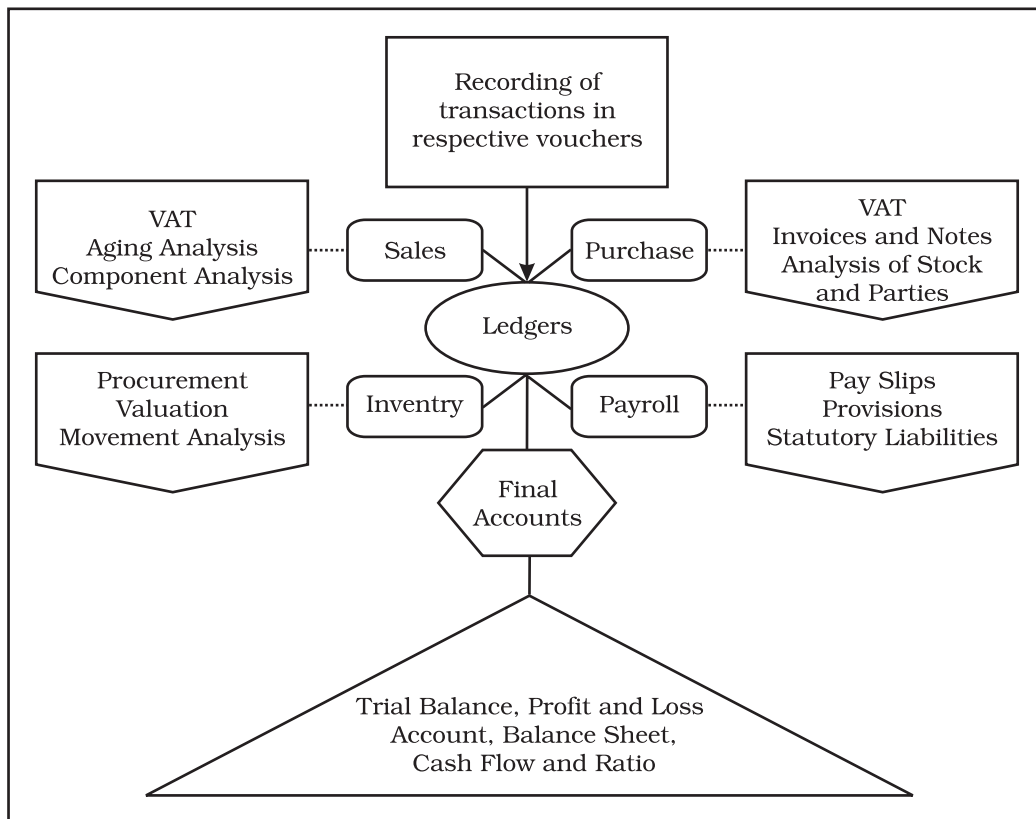 Recording of
transactions in
respective vouchers
VAT
Aging Analysis
Component Analysis
Sales
Purchase
VAT
Invoices and Notes
Analysis of Stock
and Parties
Ledgers
Procurement
Valuation
Movement Analysis
Inventry
Payroll
Pay Slips
Provisions
Statutory Liabilities
Final
Accounts
Trial Balance, Profit and Loss
Account, Balance Sheet,
Cash Flow and Ratio